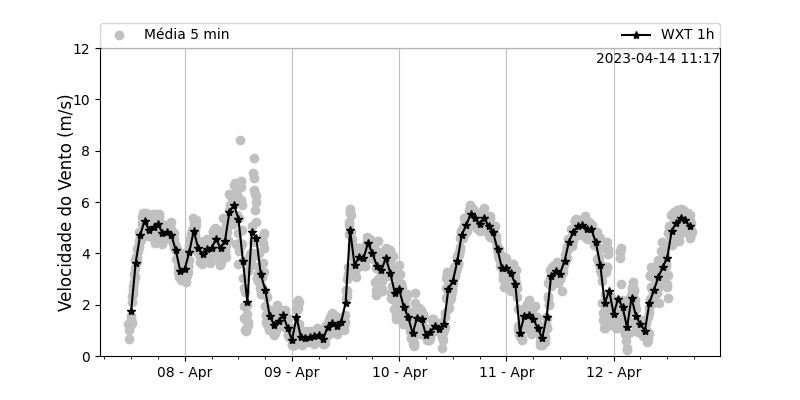 Média 5 min
WXT 1h
2023-04-14 11:17
Velocidade do Vento (m/s)
12
10
8
6
4
2
0
08 - Apr
09 - Apr
10 - Apr
11 - Apr
12 - Apr